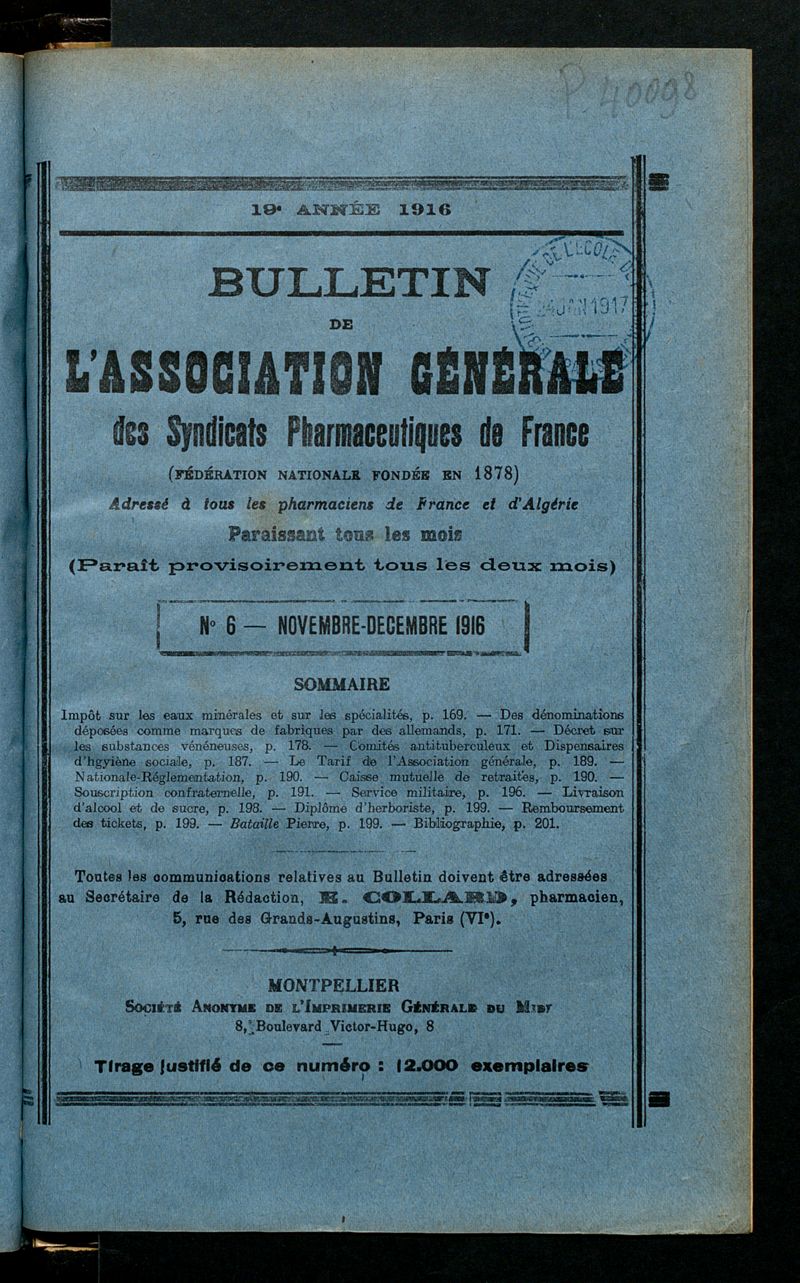 P. 40098
19e ANNÉE 1916
BULLETIN
DE
L'ASSOCIATION GÉNÉRALE
des Syndicats Pharmaceutiques de France
(FÉDÉRATION NATIONALE FONDÉE EN 1878)
Adressé à tous les pharmaciens de France et d'Algérie
Paraissant tous les mois
(Paraît provisoirement tous les deux mois)
N° 6 — NOVEMBRE-DECEMBRE 1916
SOMMAIRE
Impôt sur les eaux minérales et sur les spécialités, p. 169. — Des dénominations
déposées comme marques de fabriques par des allemands, p. 171. — Décret sur
les substances vénéneuses, p. 178. — Comités antituberculeux et Dispensaires
d'hgyiène sociale, p. 187. — Le Tarif de l'Association générale, p. 189. —
Nationale-Réglementation, p. 190. — Caisse mutuelle de retraites, p. 190. —
Souscription confraternelle, p. 191. — Service militaire, p. 196. — Livraison
d'alcool et de sucre, p. 198. — Diplôme d'herboriste, p. 199. — Remboursement
des tickets, p. 199. — Bataille Pierre, p. 199. — Bibliographie, p. 201.
Toutes les communications relatives au Bulletin doivent être adressées
au Secrétaire de la Rédaction, E. COLLARD, pharmacien,
5, rue des Grands-Augustins, Paris (VIe).
MONTPELLIER
SOCIÉTÉ ANONYME DE L'IMPRIMERIE GÉNÉRALE DU MIDI
8, Boulevard Victor-Hugo, 8
Tirage justifié de ce numéro : 12.000 exemplaires